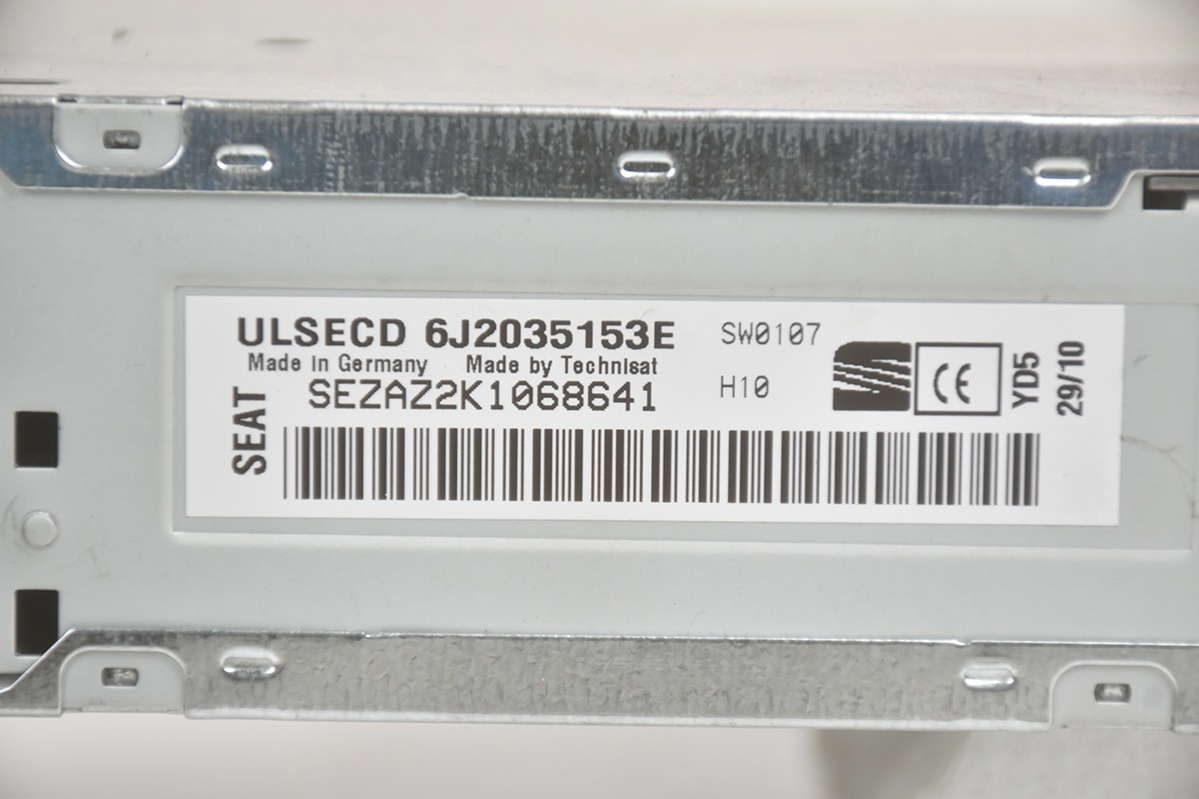 ULSECD 6J2035153E SW0107
Made in Germany Made by Technisat
SEZAZ2K1068641 H10
SEAT
CE
YD5
29/10